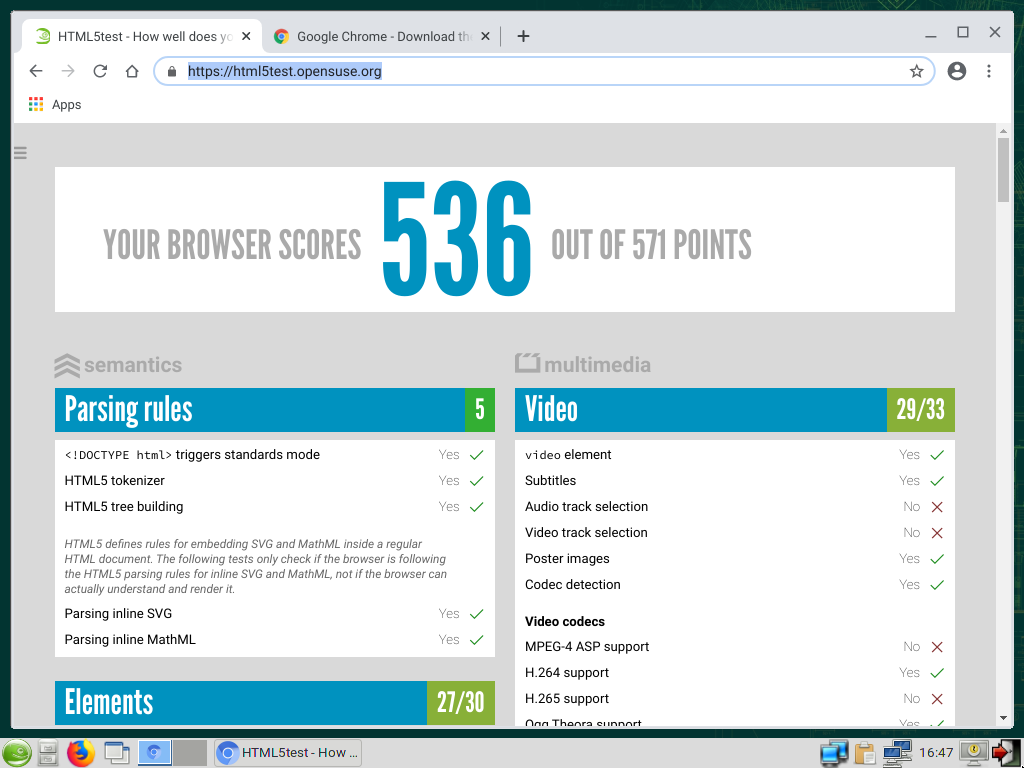 HTML5test - How well does yo
Google Chrome - Download th
https://html5test.opensuse.org
Apps
YOUR BROWSER SCORES 536 OUT OF 571 POINTS
semantics
Parsing rules 5
<!DOCTYPE html> triggers standards mode Yes
HTML5 tokenizer Yes
HTML5 tree building Yes
HTML5 defines rules for embedding SVG and MathML inside a regular
HTML document. The following tests only check if the browser is following
the HTML5 parsing rules for inline SVG and MathML, not if the browser can
actually understand and render it.
Parsing inline SVG Yes
Parsing inline MathML Yes
Elements 27/30
multimedia
Video 29/33
video element Yes
Subtitles Yes
Audio track selection No
Video track selection No
Poster images Yes
Codec detection Yes
Video codecs
MPEG-4 ASP support No
H.264 support Yes
H.265 support No
Ogg Theora support Yes
HTML5test - How ...
16:47